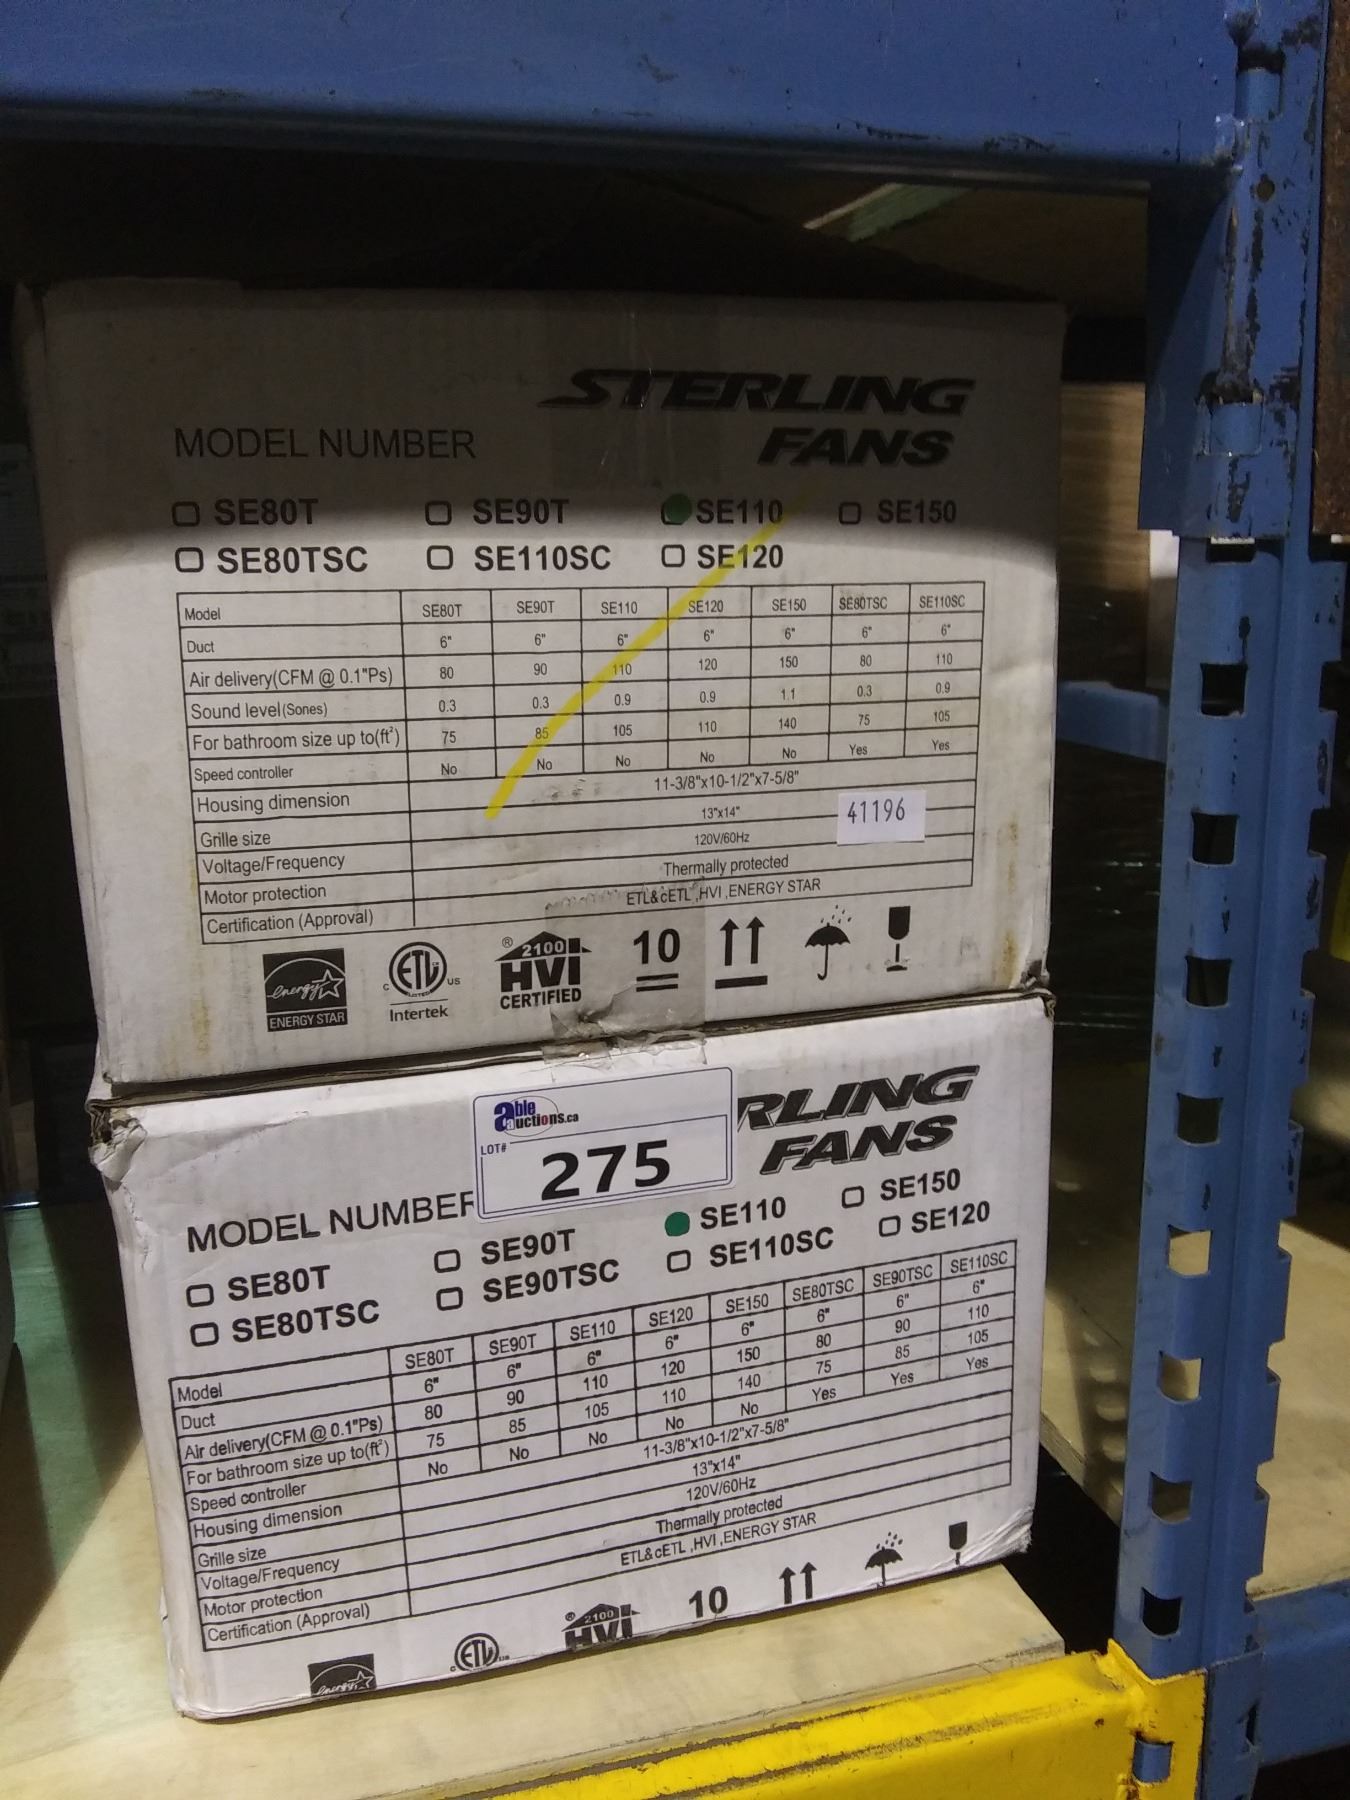 STERLING
FANS
MODEL NUMBER
SE80T SE90T SE110 SE150
SE80TSC SE110SC SE120
Model SE80T SE90T SE110 SE120 SE150 SE80TSC SE110SC
Duct 6" 6" 6" 6" 6" 6" 6"
Air delivery(CFM @ 0.1"Ps) 80 90 110 120 150 80 110
Sound level(Sones) 0.3 0.3 0.9 0.9 1.1 0.3 0.9
For bathroom size up to(ft²) 75 85 105 110 140 75 105
Speed controller No No No No No Yes Yes
Housing dimension 11-3/8"x10-1/2"x7-5/8"
Grille size 13"x14"
Voltage/Frequency 120V/60Hz
Motor protection Thermally protected
Certification (Approval) ETL&cETL ,HVI ,ENERGY STAR
41196
energy
ENERGY STAR
c ETL us
LISTED
Intertek
® 2100
HVI
CERTIFIED
10
able auctions.ca
LOT#
275
RLING
FANS
MODEL NUMBER
SE80T SE90T SE110 SE150
SE80TSC SE90TSC SE110SC SE120
Model SE80T SE90T SE110 SE120 SE150 SE80TSC SE90TSC SE110SC
Duct 6" 6" 6" 6" 6" 6" 6" 6"
Air delivery(CFM @ 0.1"Ps) 80 90 110 120 150 80 90 110
For bathroom size up to(ft²) 75 85 105 110 140 75 85 105
Speed controller No No No No No Yes Yes Yes
Housing dimension 11-3/8"x10-1/2"x7-5/8"
Grille size 13"x14"
Voltage/Frequency 120V/60Hz
Motor protection Thermally protected
Certification (Approval) ETL&cETL ,HVI ,ENERGY STAR
energy
c ETL us
® 2100
HVI
10